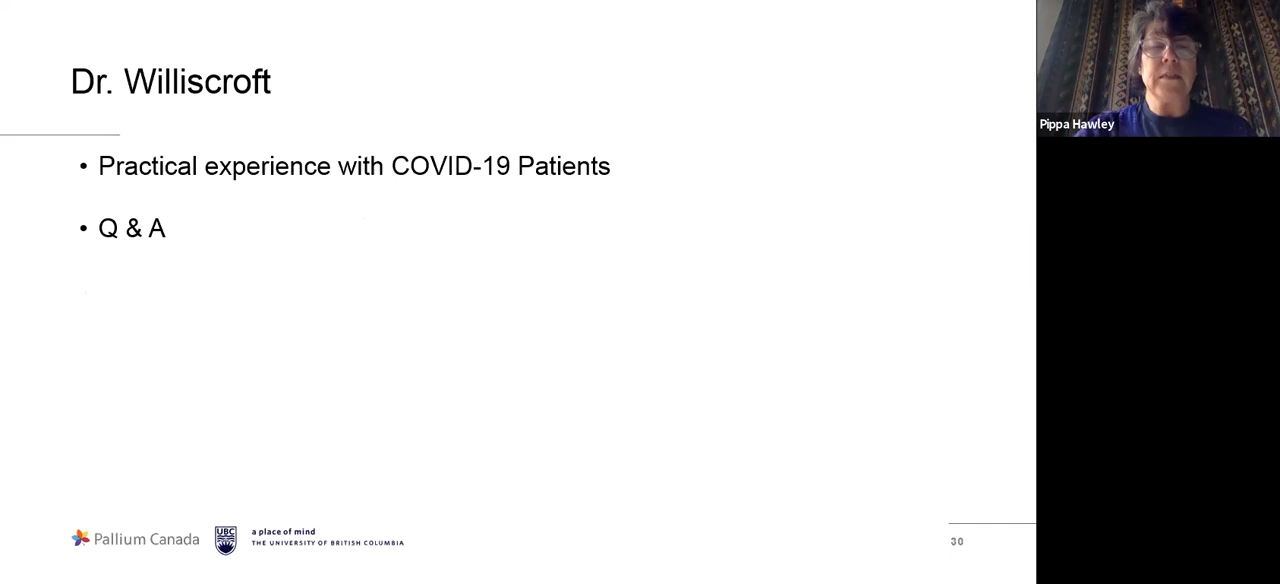 Dr. Williscroft
• Practical experience with COVID-19 Patients
• Q & A
Pippa Hawley
Pallium Canada
UBC
a place of mind
THE UNIVERSITY OF BRITISH COLUMBIA
30